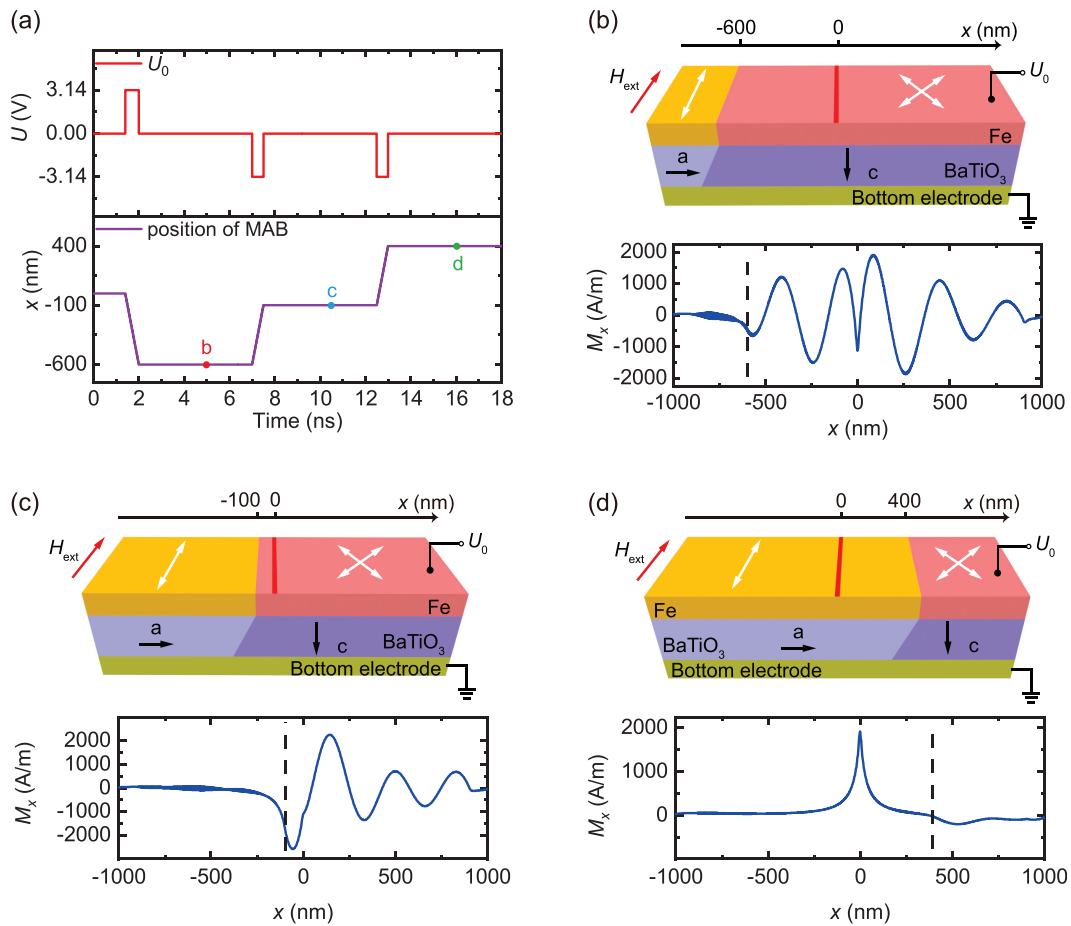 (a)
U₀
3.14
0.00
-3.14
U (V)
position of MAB
400
-100
-600
x (nm)
b
c
d
0 2 4 6 8 10 12 14 16 18
Time (ns)
(b)
-600 0 x (nm)
Hext
U₀
Fe
a
c
BaTiO₃
Bottom electrode
2000
1000
0
-1000
-2000
Mx (A/m)
-1000 -500 0 500 1000
x (nm)
(c)
-100 0 x (nm)
Hext
U₀
Fe
a
c
BaTiO₃
Bottom electrode
2000
1000
0
-1000
-2000
Mx (A/m)
-1000 -500 0 500 1000
x (nm)
(d)
0 400 x (nm)
Hext
U₀
Fe
a
c
BaTiO₃
Bottom electrode
2000
1000
0
Mx (A/m)
-1000 -500 0 500 1000
x (nm)